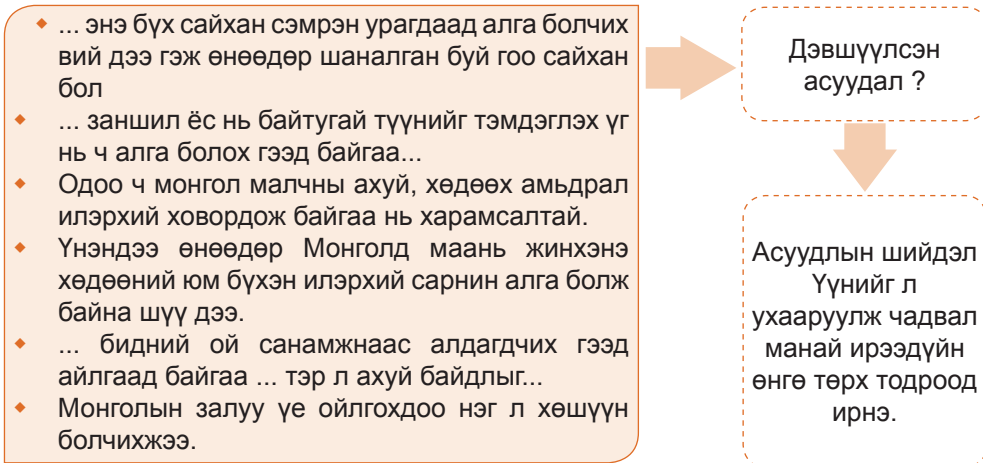 ... энэ бүх сайхан сэмрэн урагдаад алга болчих
вий дээ гэж өнөөдөр шаналган буй гоо сайхан
бол
... заншил ёс нь байтугай түүнийг тэмдэглэх үг
нь ч алга болох гээд байгаа...
Одоо ч монгол малчны ахуй, хөдөөх амьдрал
илэрхий ховордож байгаа нь харамсалтай.
Үнэндээ өнөөдөр Монголд маань жинхэнэ
хөдөөний юм бүхэн илэрхий сарнин алга болж
байна шүү дээ.
... бидний ой санамжнаас алдагдчих гээд
айлгаад байгаа ... тэр л ахуй байдлыг...
Монголын залуу үе ойлгохдоо нэг л хөшүүн
болчихжээ.
Дэвшүүлсэн
асуудал ?
Асуудлын шийдэл
Үүнийг л
ухааруулж чадвал
манай ирээдүйн
өнгө төрх тодроод
ирнэ.